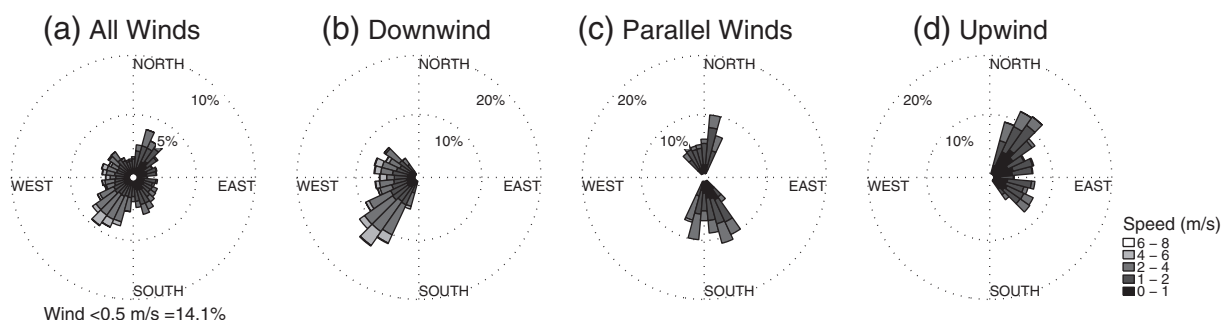 (a) All Winds
NORTH
10%
5%
WEST
EAST
SOUTH
Wind <0.5 m/s =14.1%
(b) Downwind
NORTH
20%
10%
WEST
EAST
SOUTH
(c) Parallel Winds
NORTH
20%
10%
WEST
EAST
SOUTH
(d) Upwind
NORTH
20%
10%
WEST
EAST
SOUTH
Speed (m/s)
6 – 8
4 – 6
2 – 4
1 – 2
0 – 1